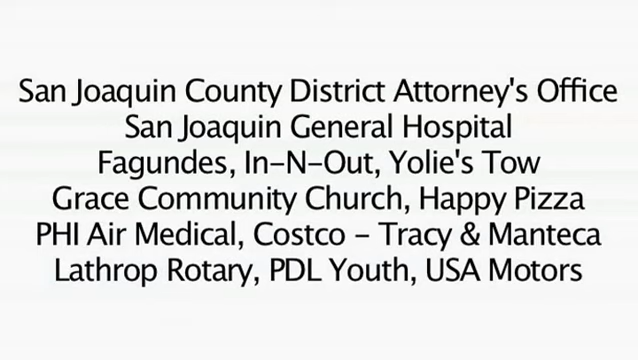 San Joaquin County District Attorney's Office
San Joaquin General Hospital
Fagundes, In-N-Out, Yolie's Tow
Grace Community Church, Happy Pizza
PHI Air Medical, Costco - Tracy & Manteca
Lathrop Rotary, PDL Youth, USA Motors